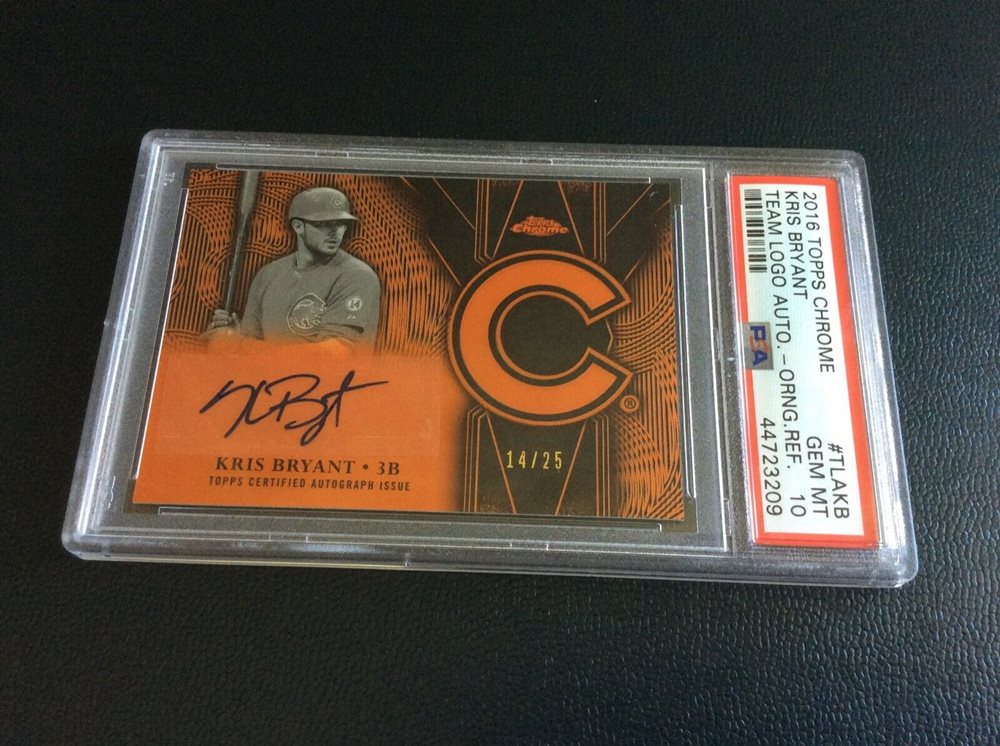 Topps
Chrome
C
C
14
®
14/25
KRIS BRYANT • 3B
TOPPS CERTIFIED AUTOGRAPH ISSUE
2016 TOPPS CHROME #TLAKB
KRIS BRYANT GEM MT
TEAM LOGO AUTO.-ORNG.REF. 10
PSA 44723209